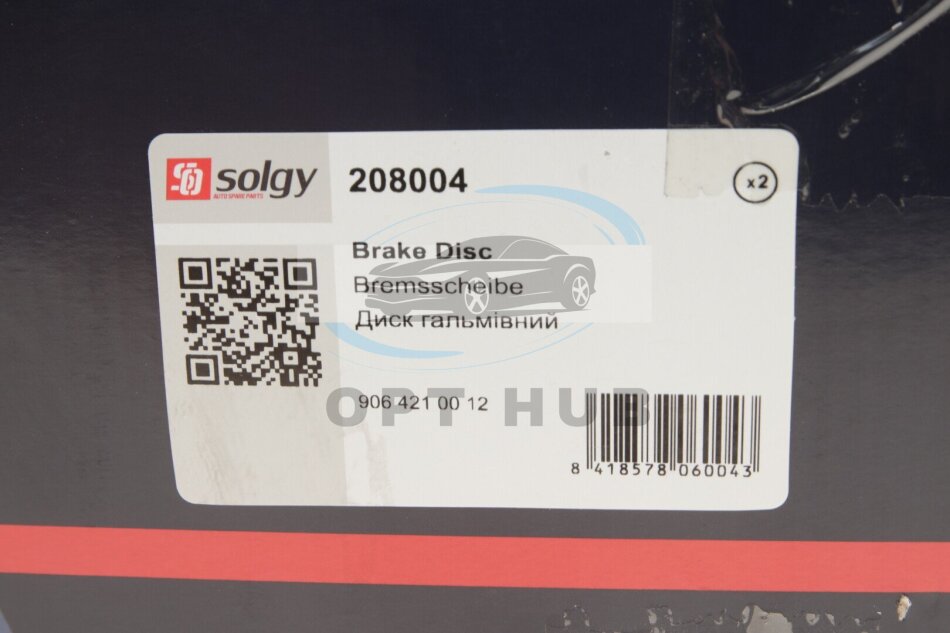 solgy
AUTO SPARE PARTS
208004
x2
Brake Disc
Bremsscheibe
Диск гальмівний
OPT HUB
906 421 00 12
8 418578 060043